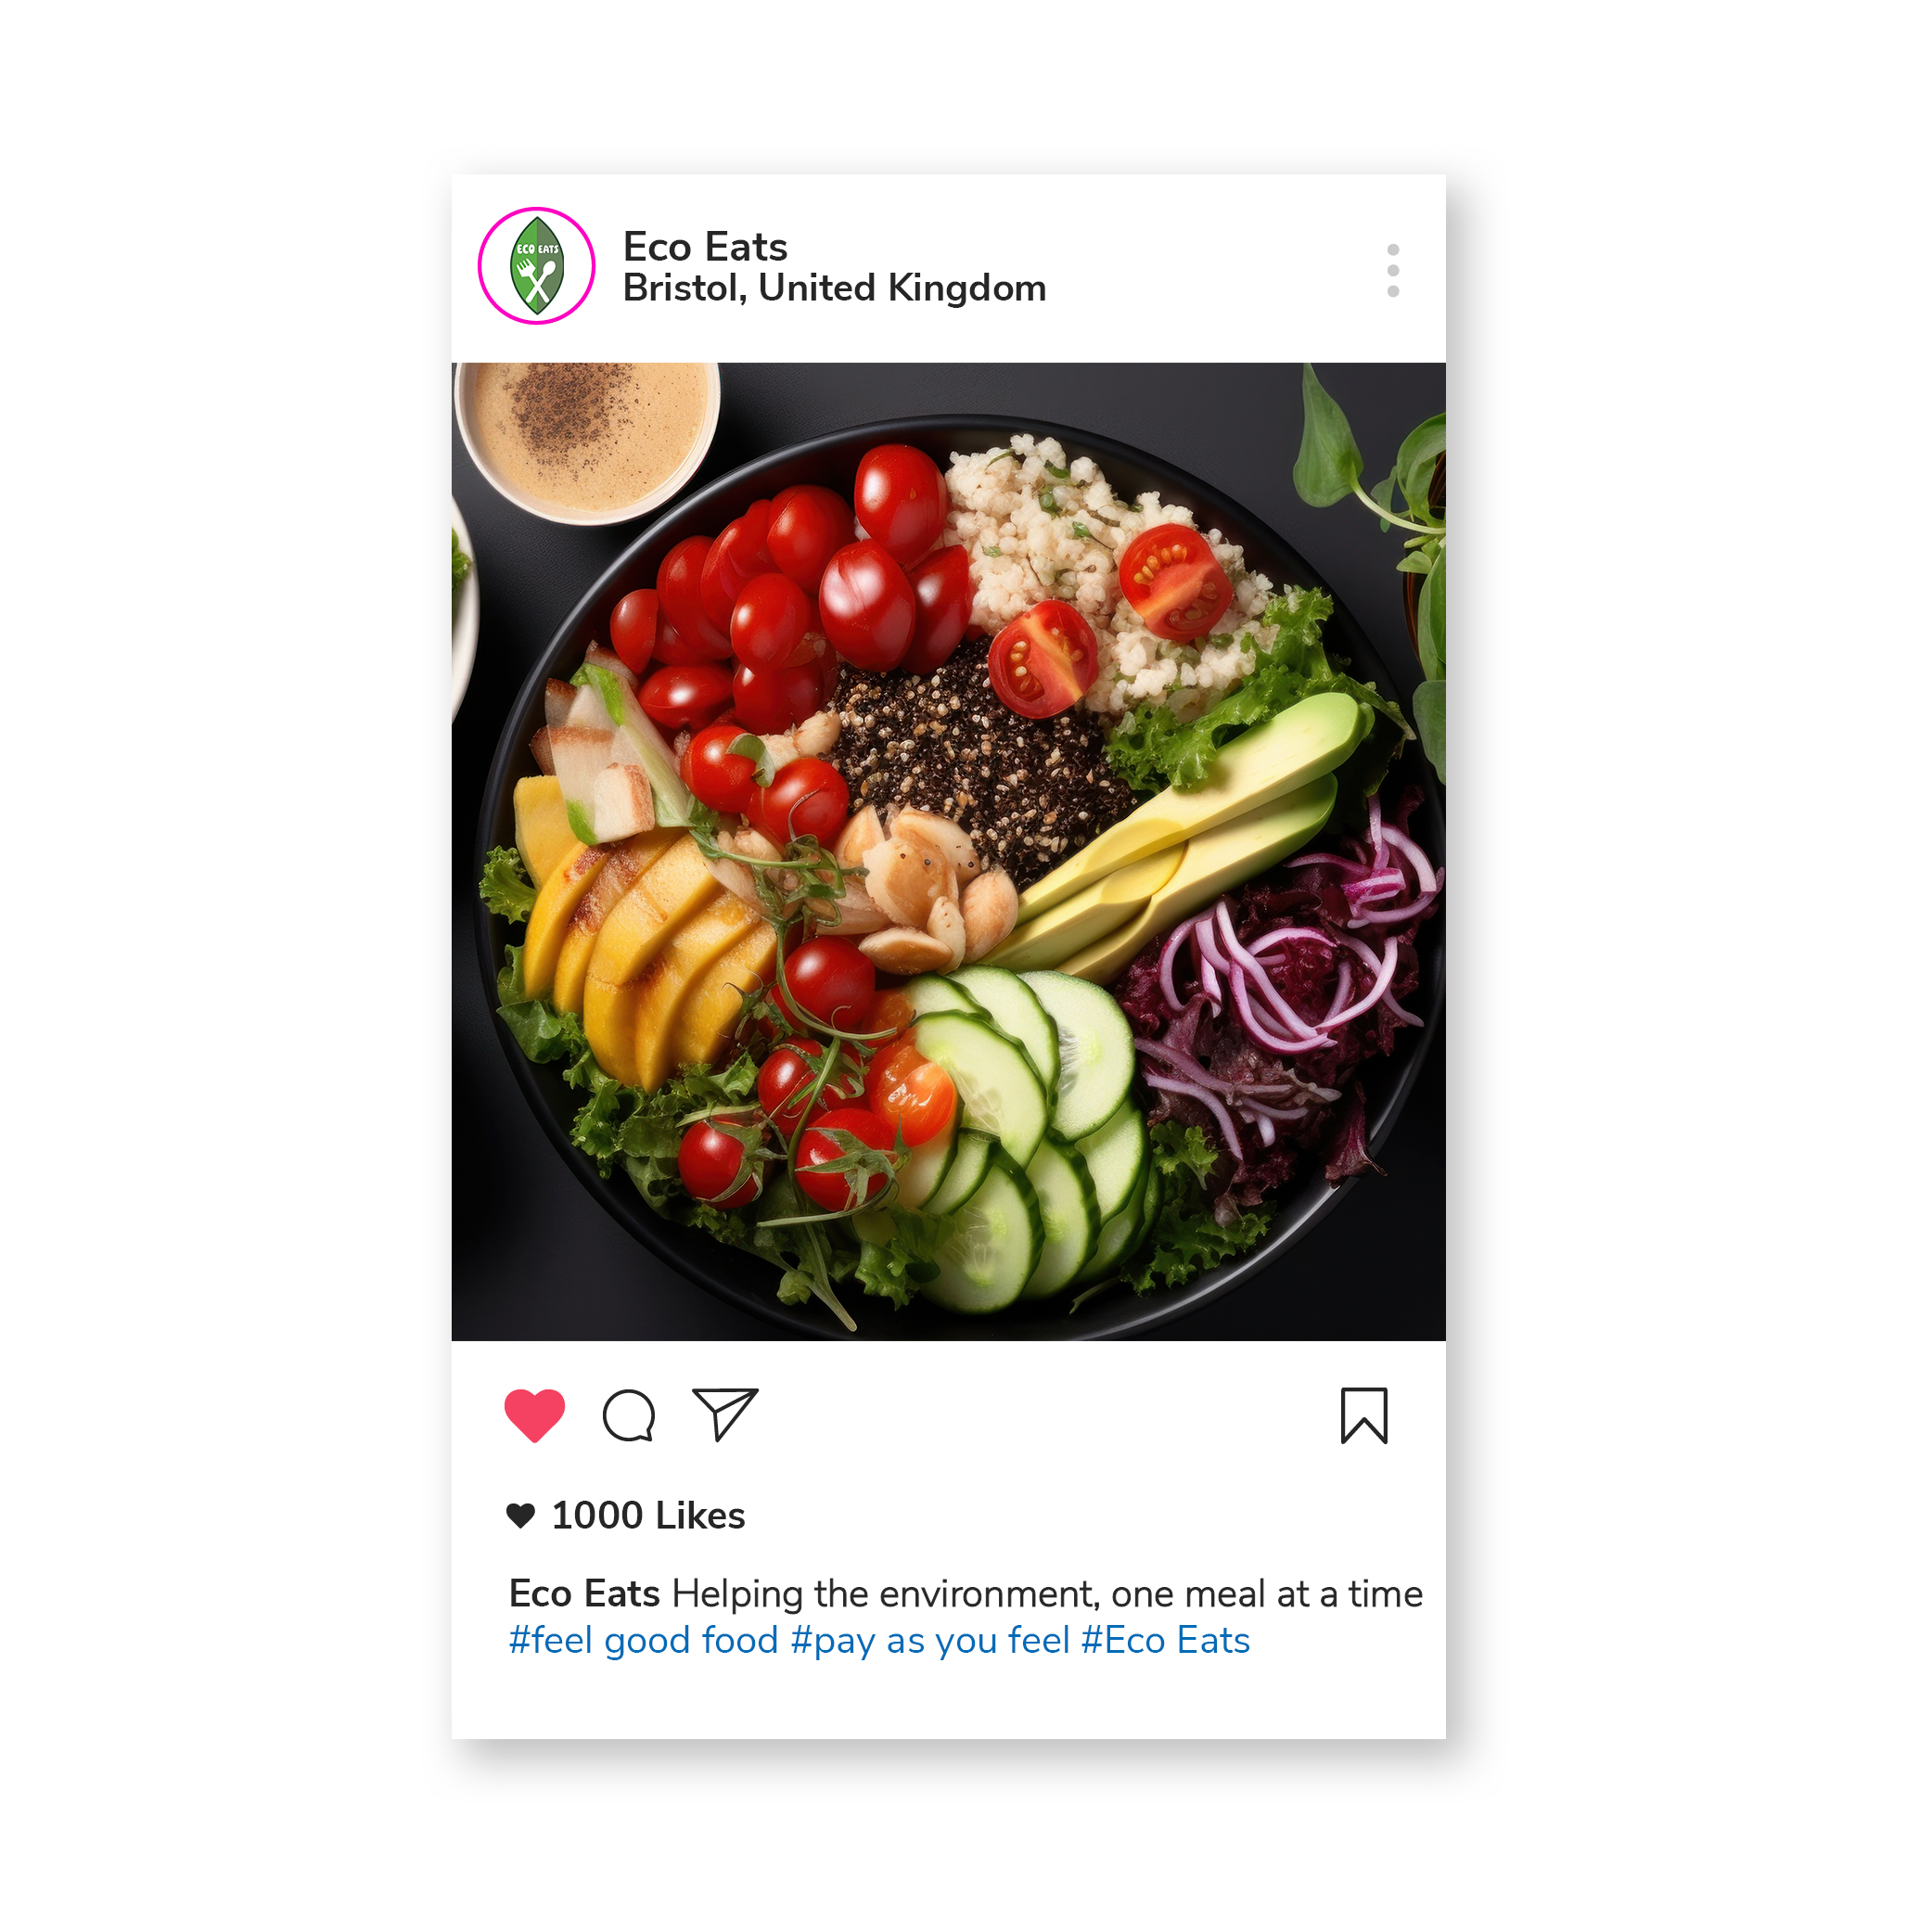 ECO EATS
Eco Eats
Bristol, United Kingdom
1000 Likes
Eco Eats Helping the environment, one meal at a time
#feel good food #pay as you feel #Eco Eats